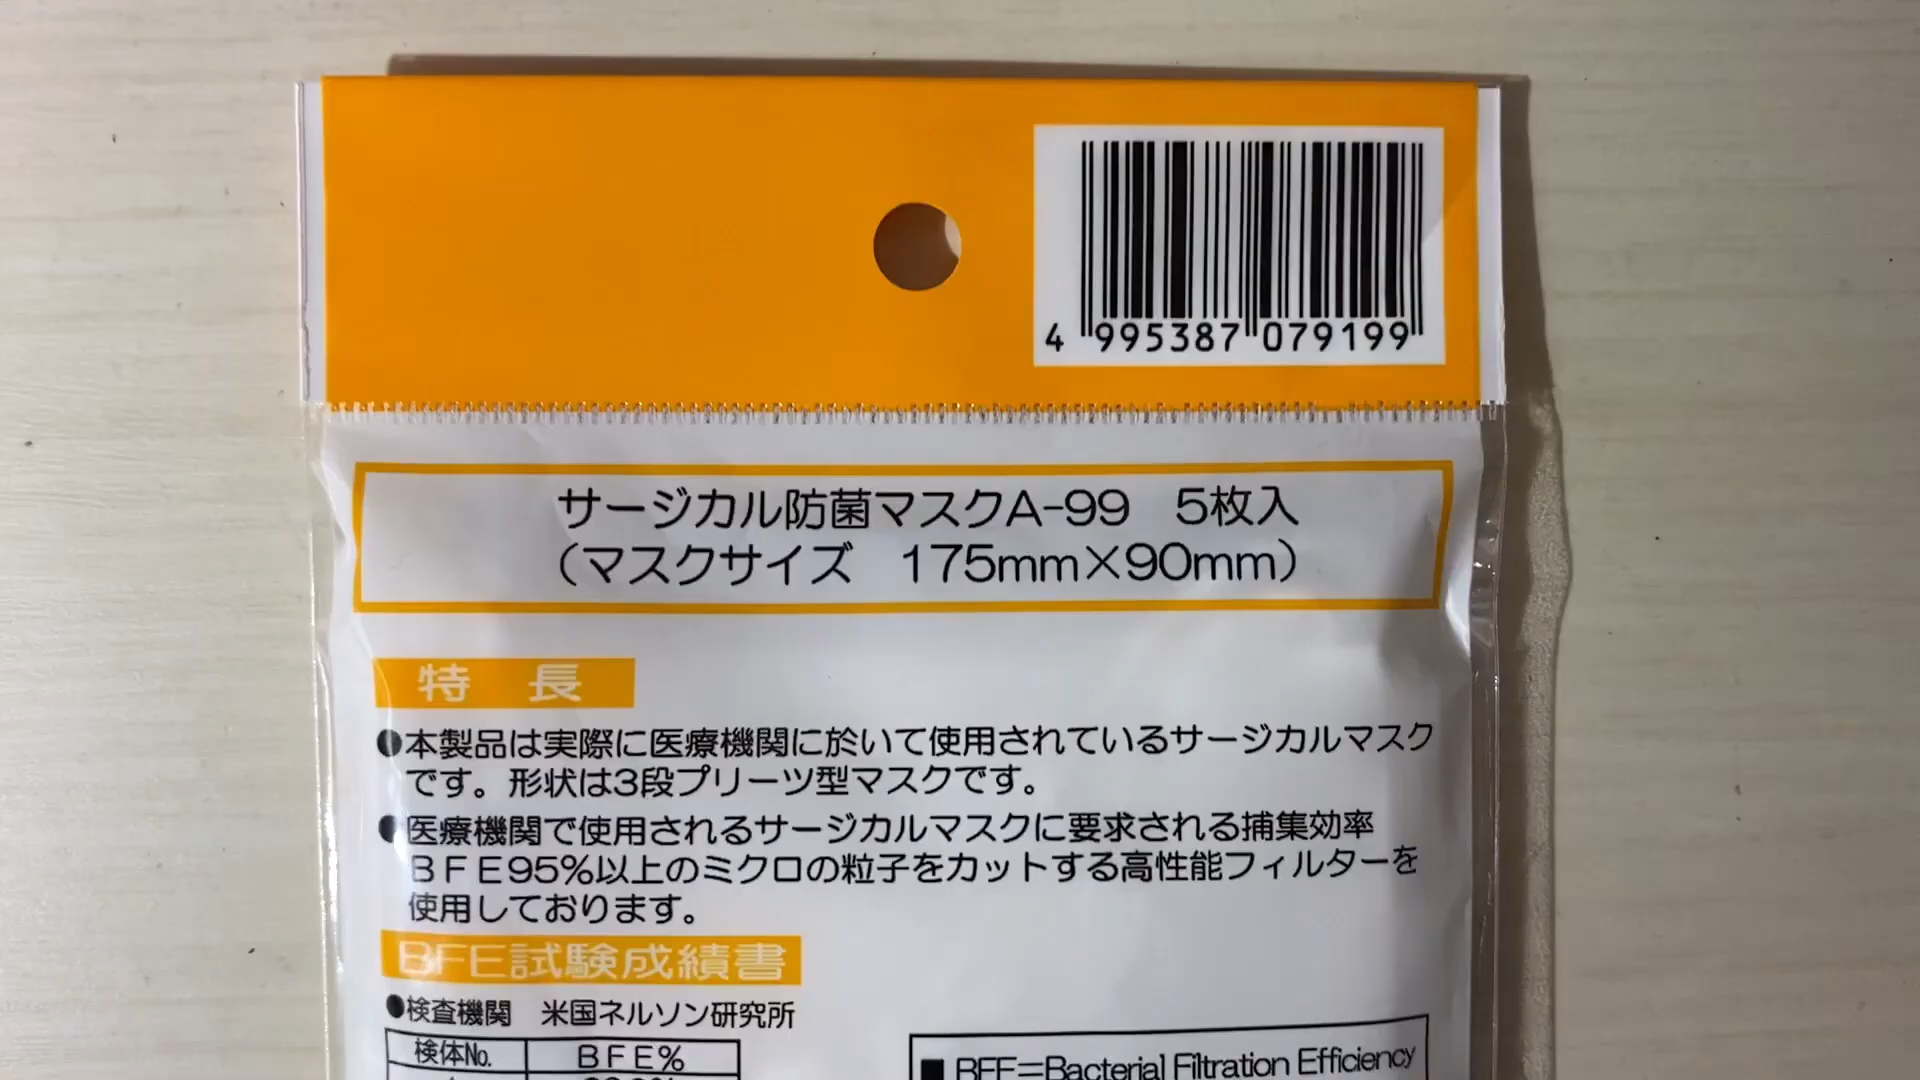 4 995387 079199
サージカル防菌マスクA-99　5枚入
（マスクサイズ　175mm×90mm）
特　長
●本製品は実際に医療機関に於いて使用されているサージカルマスク
です。形状は3段プリーツ型マスクです。
●医療機関で使用されるサージカルマスクに要求される捕集効率
ＢＦＥ95%以上のミクロの粒子をカットする高性能フィルターを
使用しております。
BFE試験成績書
●検査機関　米国ネルソン研究所
検体No.　ＢＦＥ%
■ BFE=Bacterial Filtration Efficiency